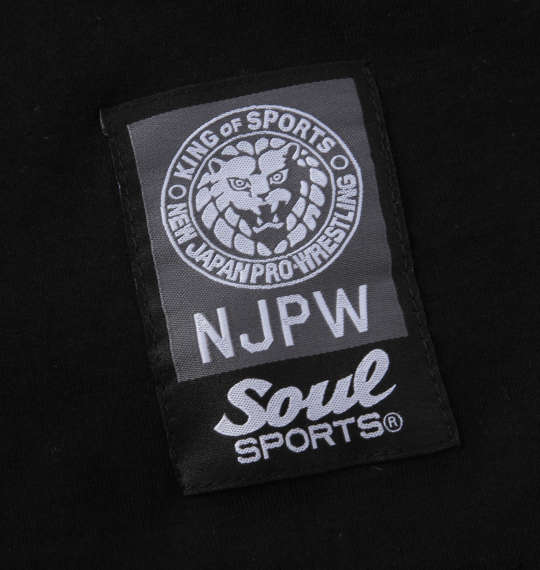 KING OF SPORTS
NEW JAPAN PRO-WRESTLING
NJPW
Soul
SPORTS®